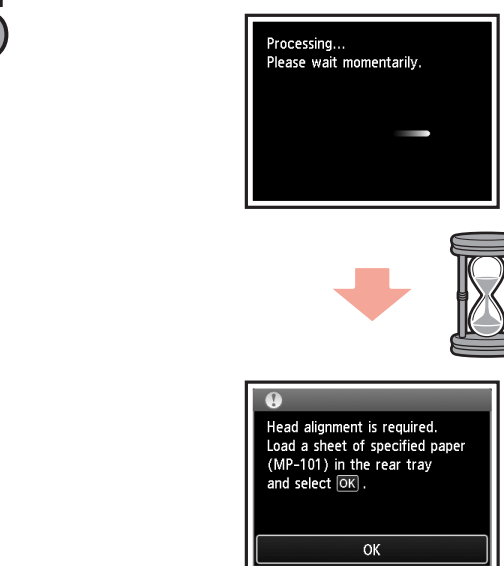 Processing...
Please wait momentarily.
Head alignment is required.
Load a sheet of specified paper
(MP-101) in the rear tray
and select OK .
OK